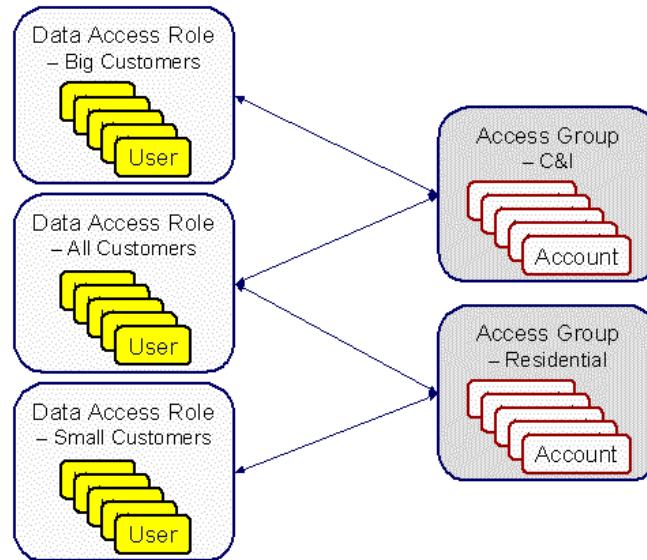 Data Access Role
– Big Customers
User
Data Access Role
– All Customers
User
Data Access Role
– Small Customers
User
Access Group
– C&I
Account
Access Group
– Residential
Account